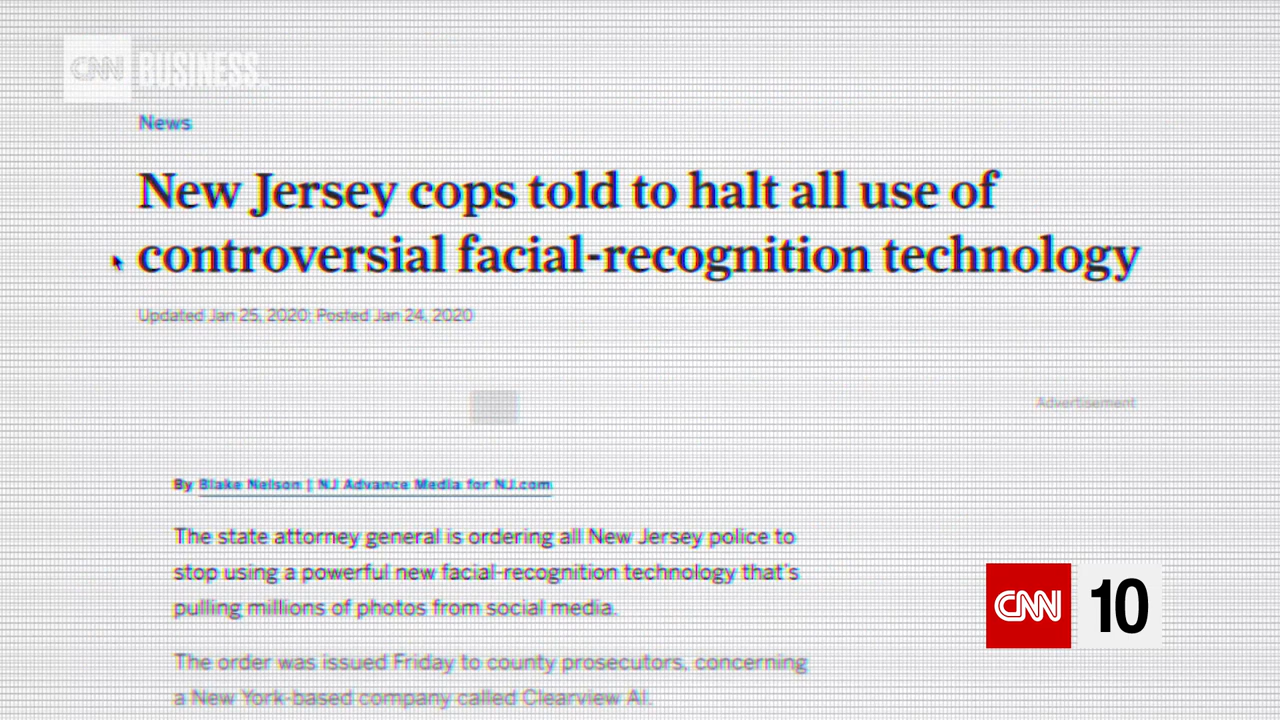 CNN BUSINESS
News
New Jersey cops told to halt all use of
controversial facial-recognition technology
Updated Jan 25, 2020; Posted Jan 24, 2020
Advertisement
By Blake Nelson | NJ Advance Media for NJ.com
The state attorney general is ordering all New Jersey police to
stop using a powerful new facial-recognition technology that's
pulling millions of photos from social media.
The order was issued Friday to county prosecutors, concerning
a New York-based company called Clearview AI.
CNN 10